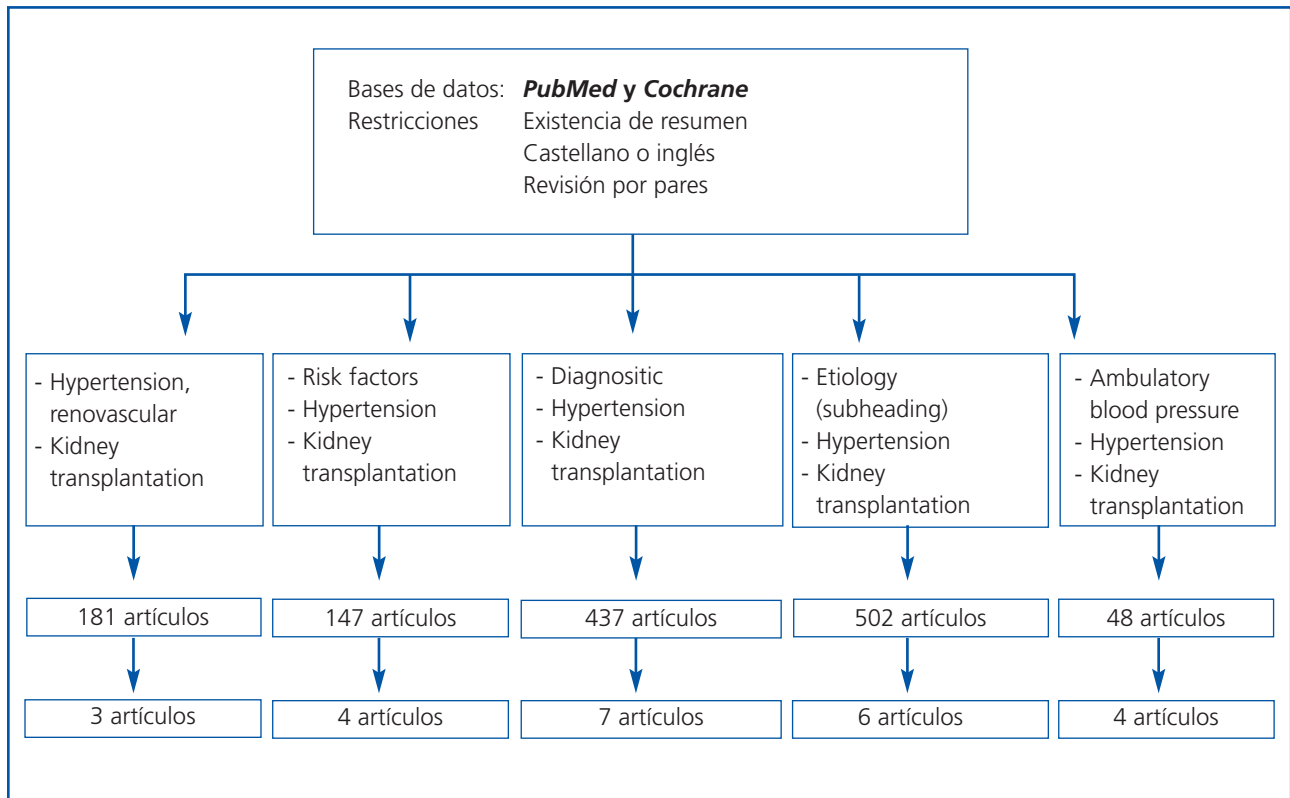 Bases de datos: PubMed y Cochrane
Restricciones Existencia de resumen
Castellano o inglés
Revisión por pares
- Hypertension,
renovascular
- Kidney
transplantation
- Risk factors
- Hypertension
- Kidney
transplantation
- Diagnositic
- Hypertension
- Kidney
transplantation
- Etiology
(subheading)
- Hypertension
- Kidney
transplantation
- Ambulatory
blood pressure
- Hypertension
- Kidney
transplantation
181 artículos
147 artículos
437 artículos
502 artículos
48 artículos
3 artículos
4 artículos
7 artículos
6 artículos
4 artículos